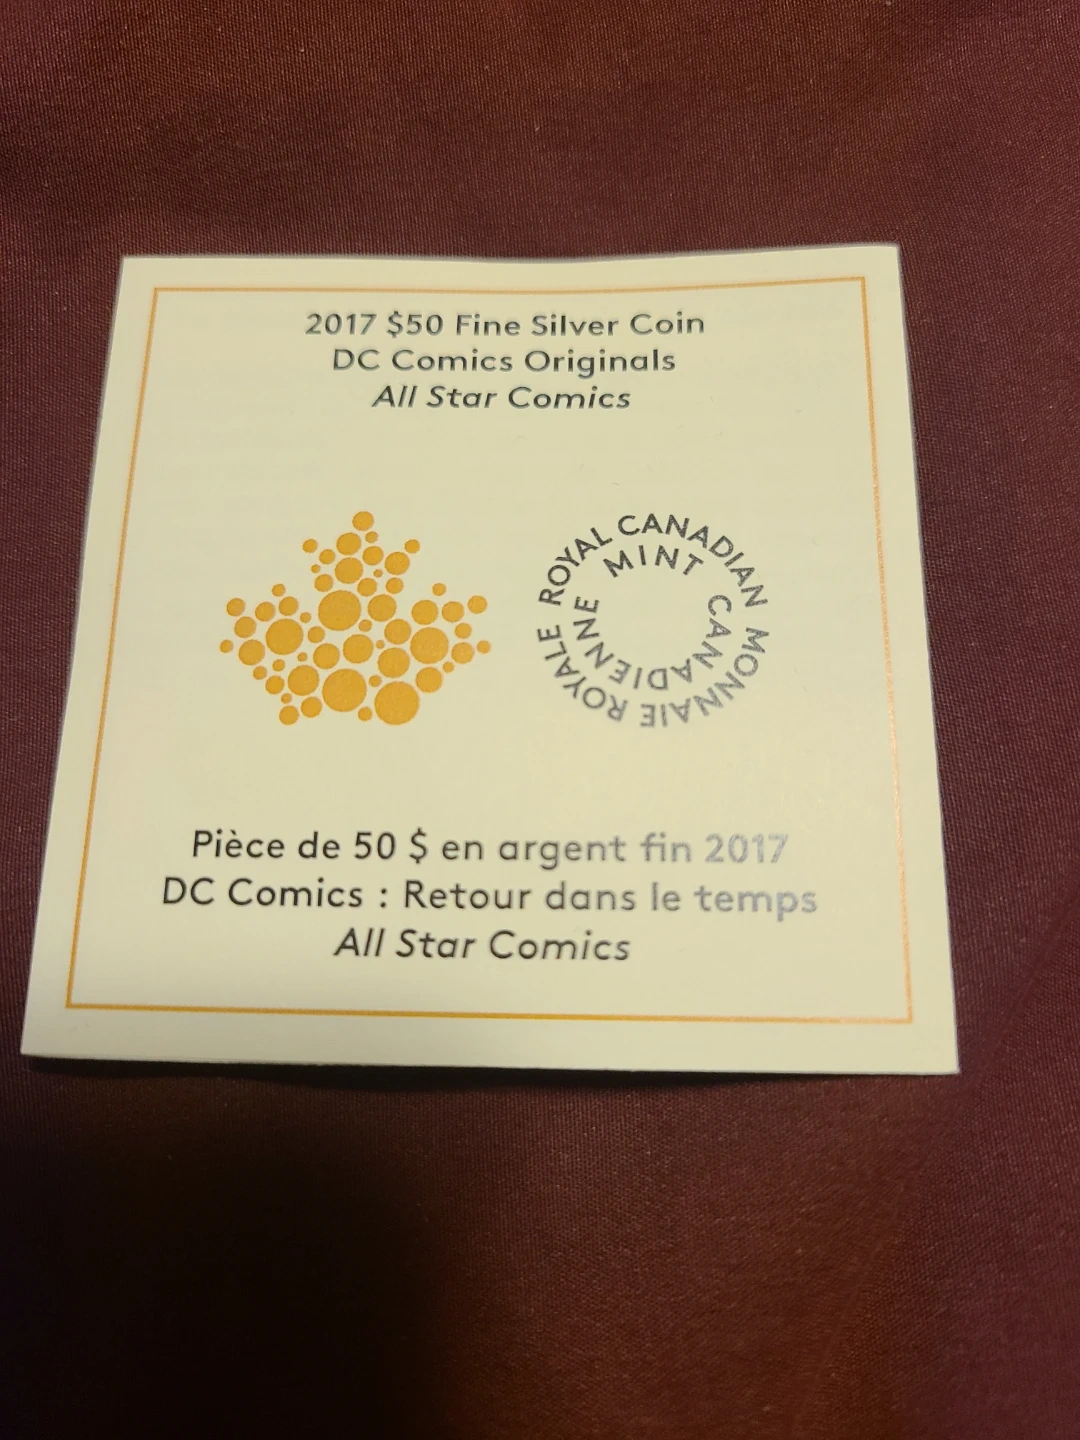 2017 $50 Fine Silver Coin
DC Comics Originals
All Star Comics
ROYAL CANADIAN MINT
MONNAIE ROYALE CANADIENNE
Pièce de 50 $ en argent fin 2017
DC Comics : Retour dans le temps
All Star Comics